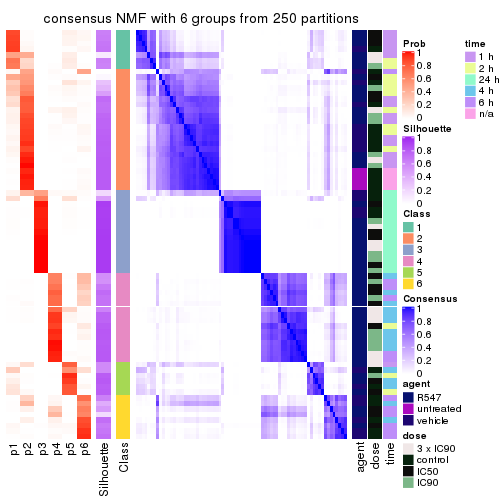 consensus NMF with 6 groups from 250 partitions
Prob
1
0.8
0.6
0.4
0.2
0
Silhouette
1
0.8
0.6
0.4
0.2
0
Class
1
2
3
4
5
6
Consensus
1
0.8
0.6
0.4
0.2
0
agent
R547
untreated
vehicle
dose
3 x IC90
control
IC50
IC90
time
1 h
2 h
24 h
4 h
6 h
n/a
p1
p2
p3
p4
p5
p6
Silhouette
Class
agent
dose
time